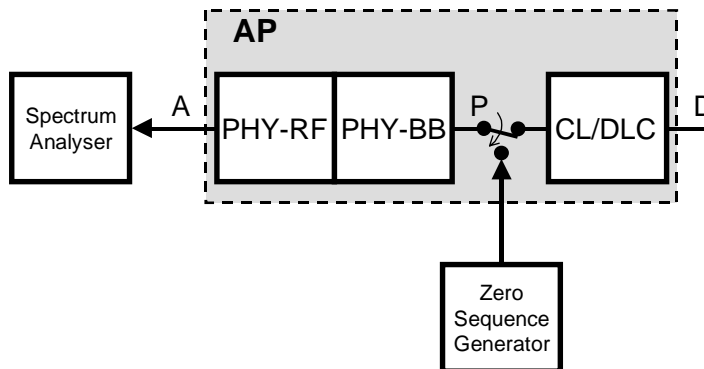 AP
Spectrum
Analyser
A
PHY-RF
PHY-BB
P
CL/DLC
D
Zero
Sequence
Generator